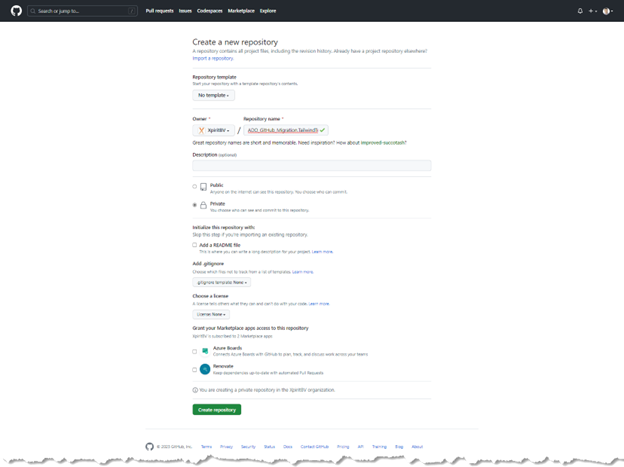 Search or jump to... /
Pull requests Issues Codespaces Marketplace Explore
Create a new repository
A repository contains all project files, including the revision history. Already have a project repository elsewhere?
Import a repository.
Repository template
Start your repository with a template repository's contents.
No template
Owner * Repository name *
XpiritBV / ADO_GitHub_Migration.Tailwind
Great repository names are short and memorable. Need inspiration? How about improved-succotash?
Description (optional)
Public
Anyone on the internet can see this repository. You choose who can commit.
Private
You choose who can see and commit to this repository.
Initialize this repository with:
Skip this step if you're importing an existing repository.
Add a README file
This is where you can write a long description for your project. Learn more.
Add .gitignore
Choose which files not to track from a list of templates. Learn more.
.gitignore template: None
Choose a license
A license tells others what they can and can't do with your code. Learn more.
License: None
Grant your Marketplace apps access to this repository
XpiritBV is subscribed to 2 Marketplace apps
Azure Boards
Connects Azure Boards with GitHub to plan, track, and discuss work across your teams
Renovate
Keep dependencies up-to-date with automated Pull Requests
You are creating a private repository in the XpiritBV organization.
Create repository
© 2023 GitHub, Inc. Terms Privacy Security Status Docs Contact GitHub Pricing API Training Blog About